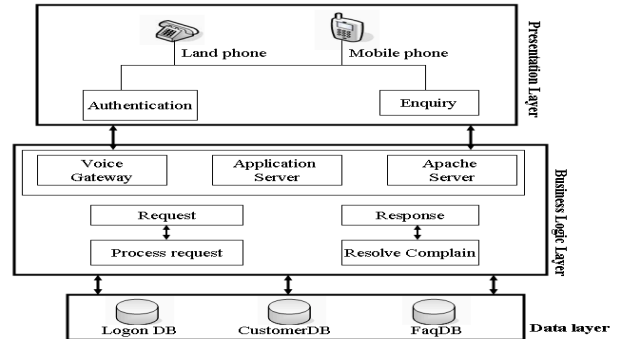 Land phone
Mobile phone
Authentication
Enquiry
Presentation Layer
Voice
Gateway
Application
Server
Apache
Server
Request
Response
Process request
Resolve Complain
Business Logic Layer
Logon DB
CustomerDB
FaqDB
Data layer